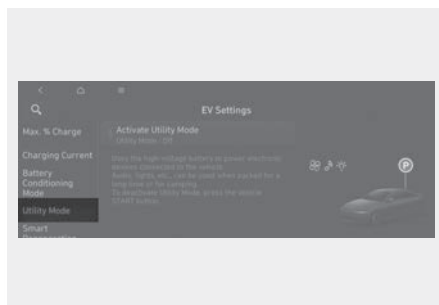 EV Settings
Max. % Charge
Charging Current
Battery
Conditioning
Mode
Utility Mode
Smart
Activate Utility Mode
Utility Mode : Off
Uses the high-voltage battery to power electronic
devices connected to the vehicle.
Audio, lights, etc., can be used when parked for a
long time or for camping.
To deactivate Utility Mode, press the vehicle
START button.
P